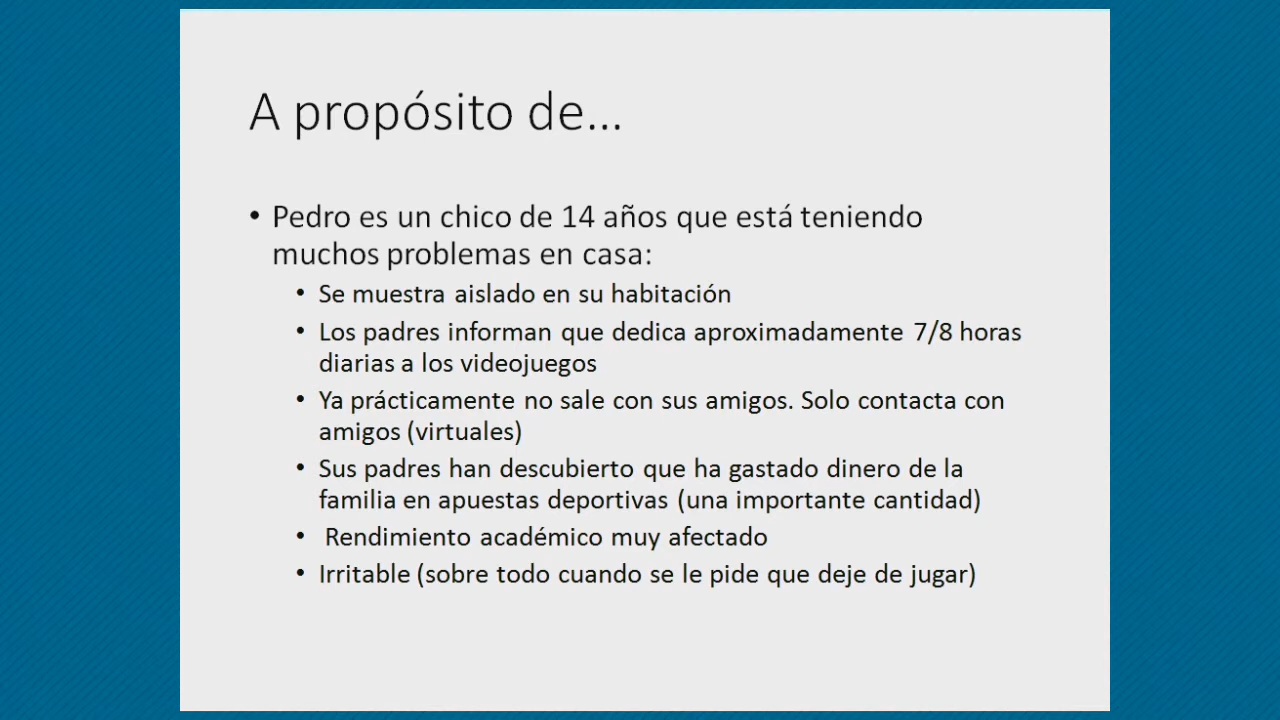 A propósito de...
• Pedro es un chico de 14 años que está teniendo
muchos problemas en casa:
• Se muestra aislado en su habitación
• Los padres informan que dedica aproximadamente 7/8 horas
diarias a los videojuegos
• Ya prácticamente no sale con sus amigos. Solo contacta con
amigos (virtuales)
• Sus padres han descubierto que ha gastado dinero de la
familia en apuestas deportivas (una importante cantidad)
• Rendimiento académico muy afectado
• Irritable (sobre todo cuando se le pide que deje de jugar)